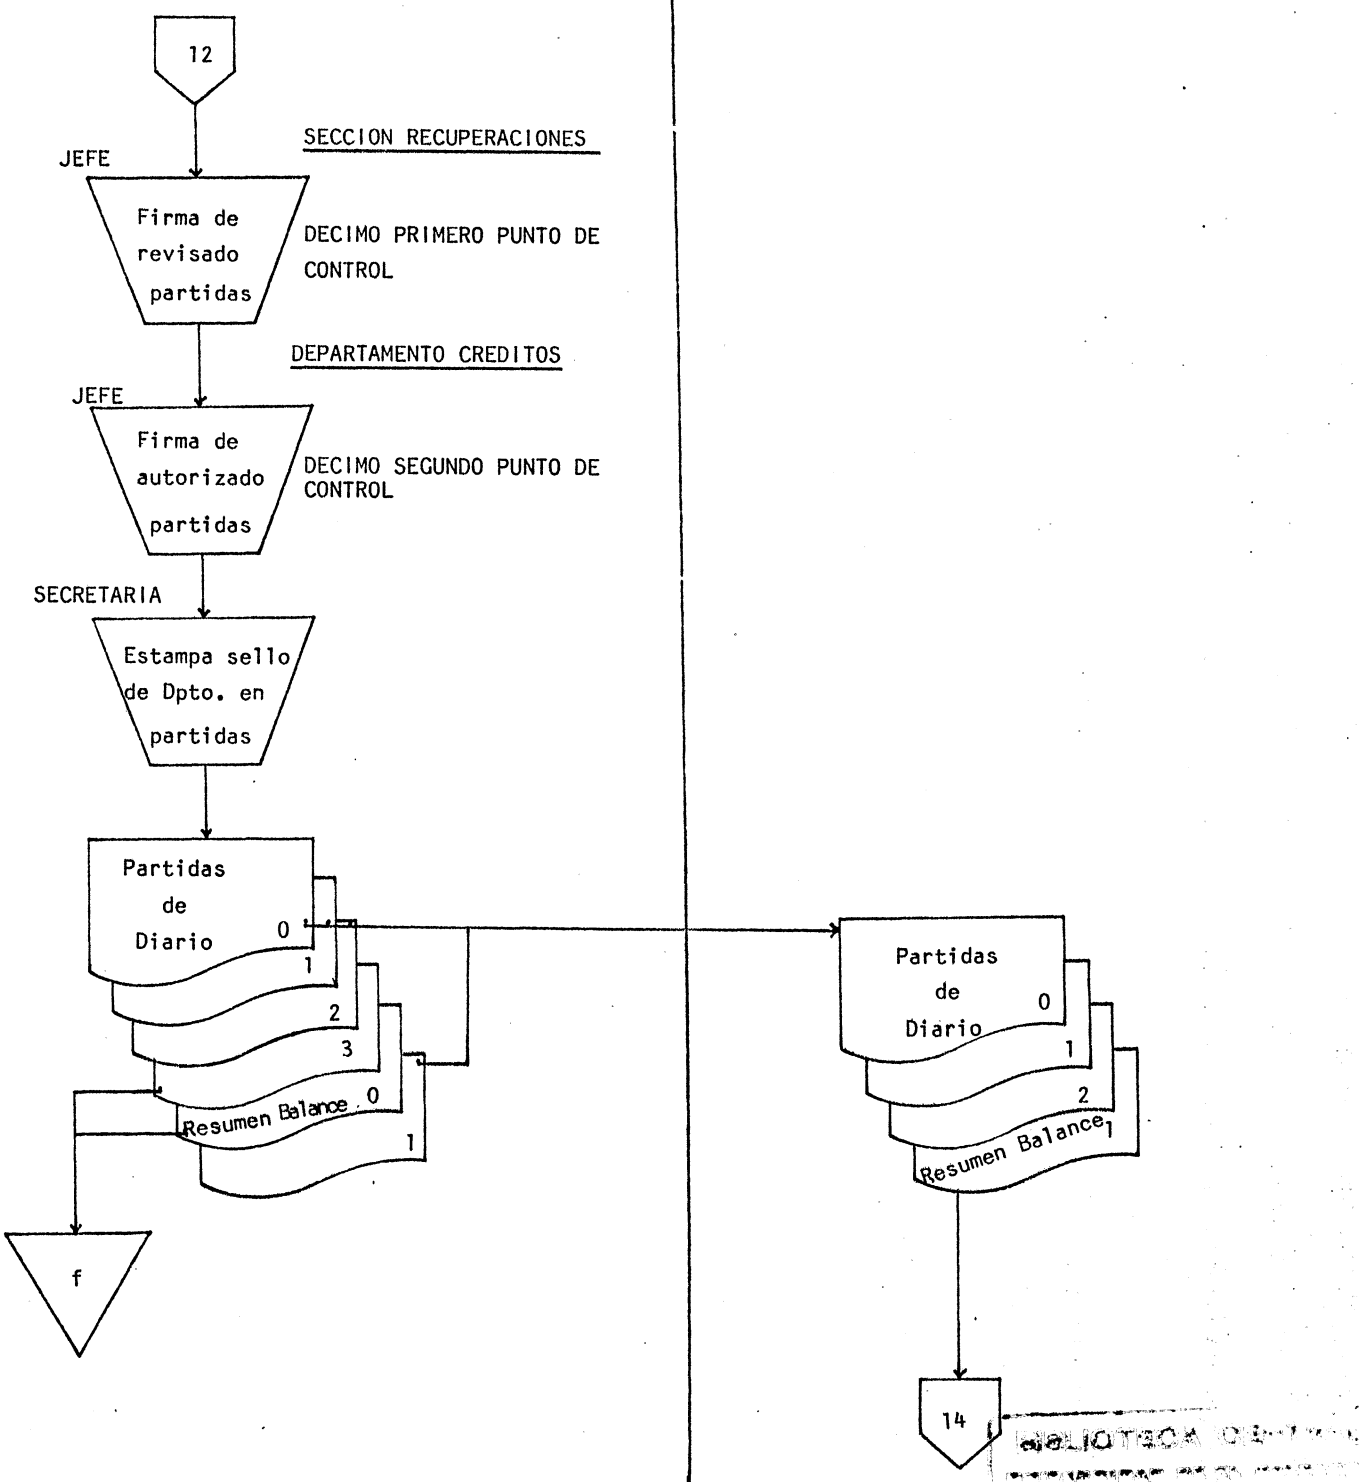 12
SECCION RECUPERACIONES
JEFE
Firma de
revisado
partidas
DECIMO PRIMERO PUNTO DE
CONTROL
DEPARTAMENTO CREDITOS
JEFE
Firma de
autorizado
partidas
DECIMO SEGUNDO PUNTO DE
CONTROL
SECRETARIA
Estampa sello
de Dpto. en
partidas
Partidas
de
Diario
0
1
2
3
Resumen Balance 0
1
f
Partidas
de
Diario
0
1
2
Resumen Balance 1
14
BIBLIOTECA